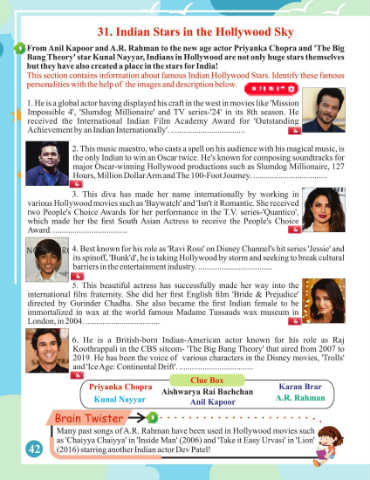 31. Indian Stars in the Hollywood Sky
From Anil Kapoor and A.R. Rahman to the new age actor Priyanka Chopra and 'The Big
Bang Theory' star Kunal Nayyar, Indians in Hollywood are not only huge stars themselves
but they have also created a place in the stars for India!
This section contains information about famous Indian Hollywood Stars. Identify these famous
personalities with the help of the images and description below.
1. He is a global actor having displayed his craft in the west in movies like 'Mission
Impossible 4', 'Slumdog Millionaire' and TV series-'24' in its 8th season. He
received the International Indian Film Academy Award for 'Outstanding
Achievement by an Indian Internationally'. ...................................
2. This music maestro, who casts a spell on his audience with his magical music, is
the only Indian to win an Oscar twice. He's known for composing soundtracks for
major Oscar-winning Hollywood productions such as Slumdog Millionaire, 127
Hours, Million Dollar Arm and The 100-Foot Journey. ...................................
3. This diva has made her name internationally by working in
various Hollywood movies such as 'Baywatch' and 'Isn't it Romantic. She received
two People's Choice Awards for her performance in the T.V. series-'Quantico',
which made her the first South Asian Actress to receive the People's Choice
Award. ...................................
4. Best known for his role as 'Ravi Ross' on Disney Channel's hit series 'Jessie' and
its spinoff, 'Bunk'd', he is taking Hollywood by storm and seeking to break cultural
barriers in the entertainment industry. ...................................
5. This beautiful actress has successfully made her way into the
international film fraternity. She did her first English film 'Bride & Prejudice'
directed by Gurinder Chadha. She also became the first Indian female to be
immortalized in wax at the world famous Madame Tussauds wax museum in
London, in 2004. ...................................
6. He is a British-born Indian-American actor known for his role as Raj
Koothrappali in the CBS sitcom- 'The Big Bang Theory' that aired from 2007 to
2019. He has been the voice of various characters in the Disney movies, 'Trolls'
and 'Ice Age: Continental Drift'. ...................................
Clue Box
Priyanka Chopra
Aishwarya Rai Bachchan
Karan Brar
Kunal Nayyar
Anil Kapoor
A.R. Rahman
Brain Twister
Many past songs of A.R. Rahman have been used in Hollywood movies such
as 'Chaiyya Chaiyya' in 'Inside Man' (2006) and 'Take it Easy Urvasi' in 'Lion'
(2016) starring another Indian actor Dev Patel!
42